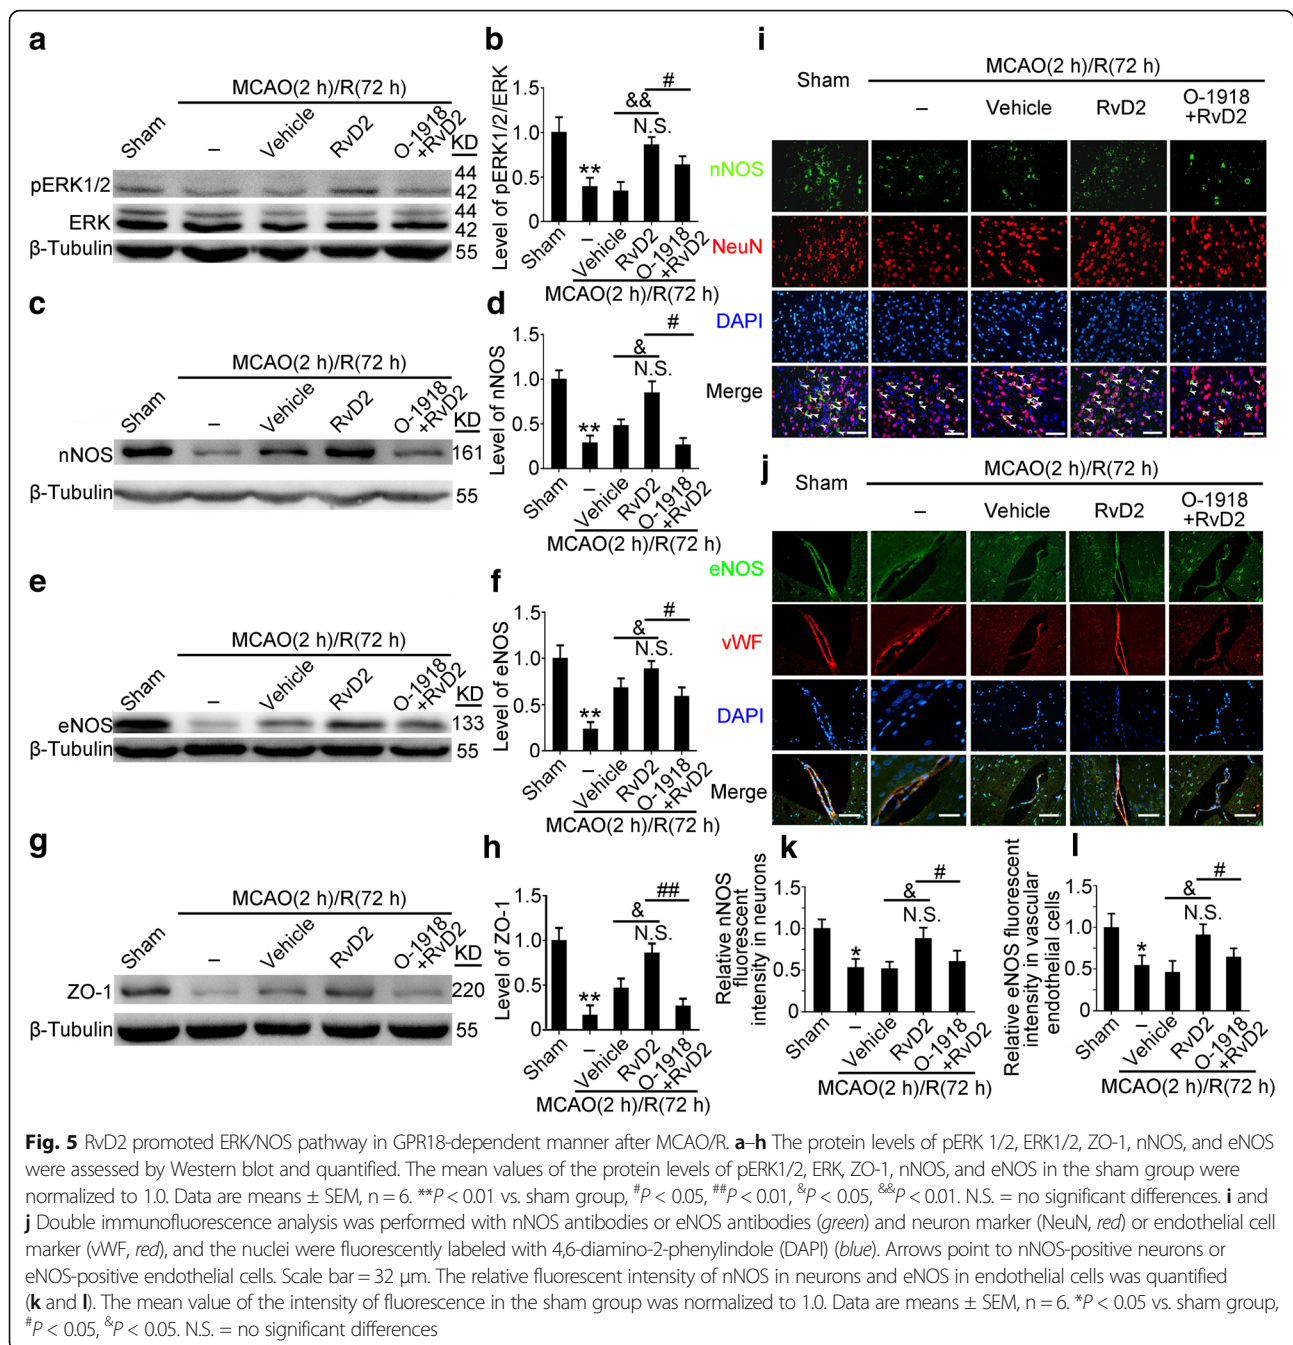 a
MCAO(2 h)/R(72 h)
Sham
–
Vehicle
RvD2
O-1918
+RvD2
KD
pERK1/2
44
42
ERK
44
42
β-Tubulin
55
b
Level of pERK1/2/ERK
1.5
1.0
0.5
0
**
&&
N.S.
#
Sham
–
Vehicle
RvD2
O-1918
+RvD2
MCAO(2 h)/R(72 h)
c
MCAO(2 h)/R(72 h)
Sham
–
Vehicle
RvD2
O-1918
+RvD2
KD
nNOS
161
β-Tubulin
55
d
Level of nNOS
1.5
1.0
0.5
0
**
&
N.S.
#
Sham
–
Vehicle
RvD2
O-1918
+RvD2
MCAO(2 h)/R(72 h)
e
MCAO(2 h)/R(72 h)
Sham
–
Vehicle
RvD2
O-1918
+RvD2
KD
eNOS
133
β-Tubulin
55
f
Level of eNOS
1.5
1.0
0.5
0
**
&
N.S.
#
Sham
–
Vehicle
RvD2
O-1918
+RvD2
MCAO(2 h)/R(72 h)
g
MCAO(2 h)/R(72 h)
Sham
–
Vehicle
RvD2
O-1918
+RvD2
KD
ZO-1
220
β-Tubulin
55
h
Level of ZO-1
1.5
1.0
0.5
0
**
&
N.S.
##
Sham
–
Vehicle
RvD2
O-1918
+RvD2
MCAO(2 h)/R(72 h)
i
MCAO(2 h)/R(72 h)
Sham
–
Vehicle
RvD2
O-1918
+RvD2
nNOS
NeuN
DAPI
Merge
j
MCAO(2 h)/R(72 h)
Sham
–
Vehicle
RvD2
O-1918
+RvD2
eNOS
vWF
DAPI
Merge
k
Relative nNOS
fluorescent
intensity in neurons
1.5
1.0
0.5
0
*
&
N.S.
#
Sham
–
Vehicle
RvD2
O-1918
+RvD2
MCAO(2 h)/R(72 h)
l
Relative eNOS fluorescent
intensity in vascular
endothelial cells
1.5
1.0
0.5
0
*
&
N.S.
#
Sham
–
Vehicle
RvD2
O-1918
+RvD2
MCAO(2 h)/R(72 h)
Fig. 5 RvD2 promoted ERK/NOS pathway in GPR18-dependent manner after MCAO/R. a–h The protein levels of pERK 1/2, ERK1/2, ZO-1, nNOS, and eNOS
were assessed by Western blot and quantified. The mean values of the protein levels of pERK1/2, ERK, ZO-1, nNOS, and eNOS in the sham group were
normalized to 1.0. Data are means ± SEM, n = 6. **P < 0.01 vs. sham group, #P < 0.05, ##P < 0.01, &P < 0.05, &&P < 0.01. N.S. = no significant differences. i and
j Double immunofluorescence analysis was performed with nNOS antibodies or eNOS antibodies (green) and neuron marker (NeuN, red) or endothelial cell
marker (vWF, red), and the nuclei were fluorescently labeled with 4,6-diamino-2-phenylindole (DAPI) (blue). Arrows point to nNOS-positive neurons or
eNOS-positive endothelial cells. Scale bar = 32 μm. The relative fluorescent intensity of nNOS in neurons and eNOS in endothelial cells was quantified
(k and l). The mean value of the intensity of fluorescence in the sham group was normalized to 1.0. Data are means ± SEM, n = 6. *P < 0.05 vs. sham group,
#P < 0.05, &P < 0.05. N.S. = no significant differences